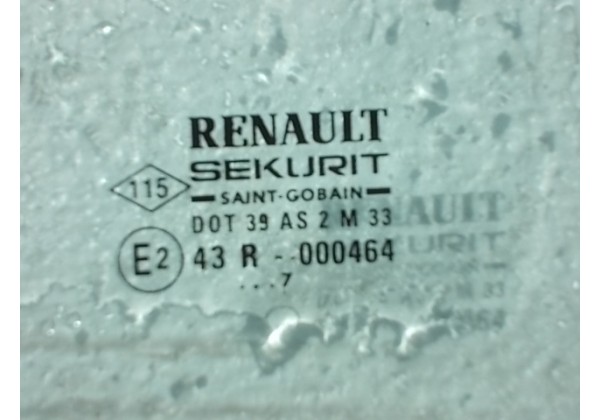 RENAULT
SEKURIT
SAINT-GOBAIN
115
DOT 39 AS 2 M 33
E2 43 R - 000464
...7